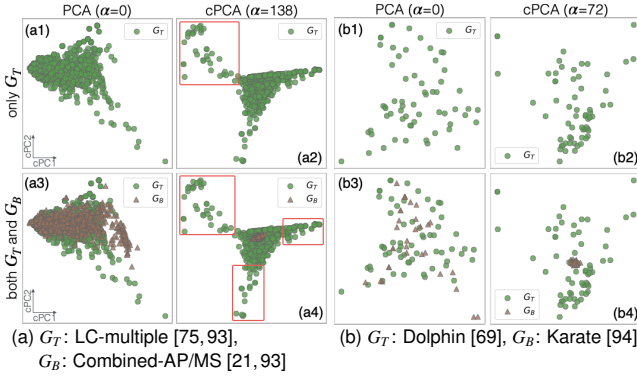 PCA (α=0) cPCA (α=138) PCA (α=0) cPCA (α=72)
only G_T
(a1) G_T
cPC2
cPC1
G_T (a2)
(b1) G_T
G_T (b2)
both G_T and G_B
(a3) G_T
G_B
cPC2
cPC1
G_T
G_B
(a4)
(b3) G_T
G_B
G_T
G_B (b4)
(a) G_T: LC-multiple [75,93],
G_B: Combined-AP/MS [21,93]
(b) G_T: Dolphin [69], G_B: Karate [94]